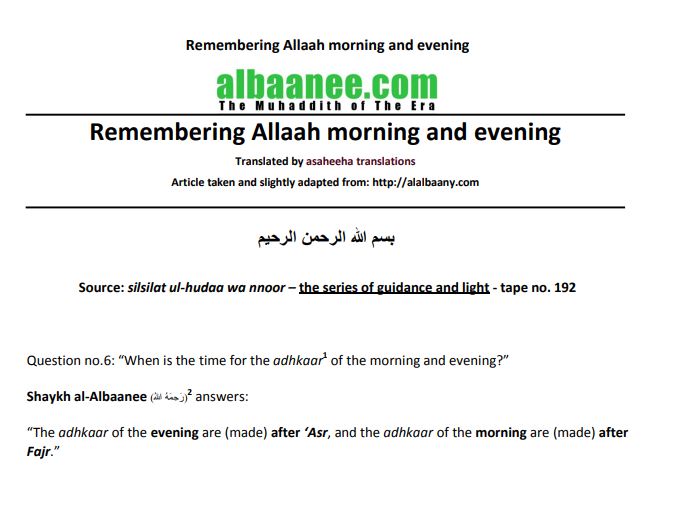 Remembering Allaah morning and evening
albaanee.com
The Muhaddith of The Era
Remembering Allaah morning and evening
Translated by asaheeha translations
Article taken and slightly adapted from: http://alalbaany.com
بسم الله الرحمن الرحيم
Source: silsilat ul-hudaa wa nnoor – the series of guidance and light - tape no. 192
Question no.6: “When is the time for the adhkaar1 of the morning and evening?”
Shaykh al-Albaanee (رَحِمَهُ اللهُ)2 answers:
“The adhkaar of the evening are (made) after ‘Asr, and the adhkaar of the morning are (made) after
Fajr.”